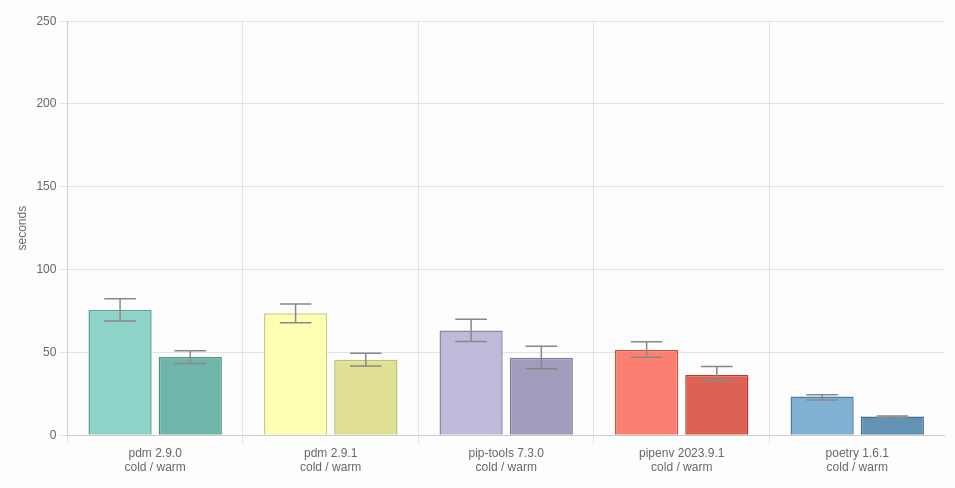 250
200
150
100
50
0
seconds
pdm 2.9.0
cold / warm
pdm 2.9.1
cold / warm
pip-tools 7.3.0
cold / warm
pipenv 2023.9.1
cold / warm
poetry 1.6.1
cold / warm